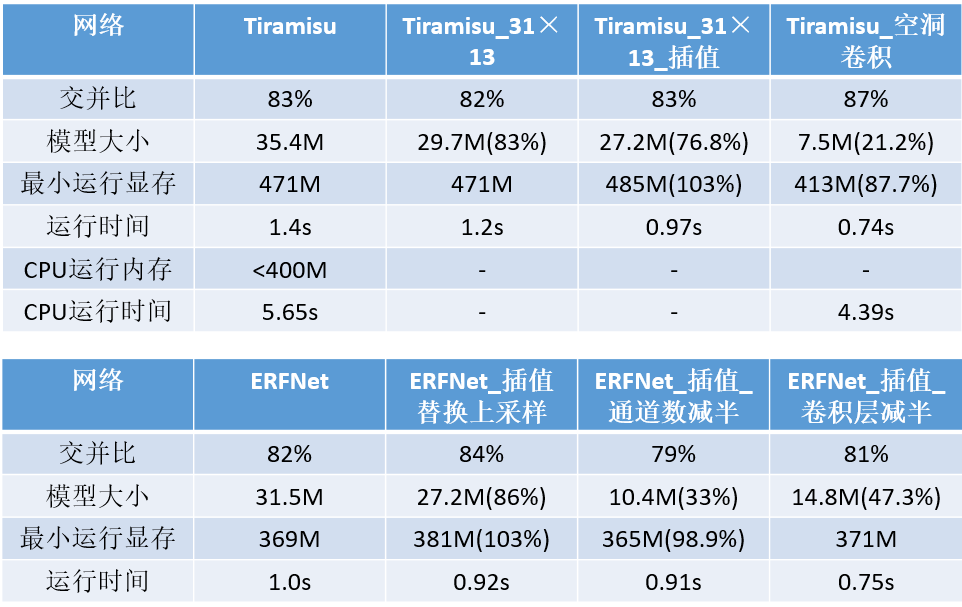 网络 Tiramisu Tiramisu_31×13 Tiramisu_31×13_插值 Tiramisu_空洞卷积
交并比 83% 82% 83% 87%
模型大小 35.4M 29.7M(83%) 27.2M(76.8%) 7.5M(21.2%)
最小运行显存 471M 471M 485M(103%) 413M(87.7%)
运行时间 1.4s 1.2s 0.97s 0.74s
CPU运行内存 <400M - - -
CPU运行时间 5.65s - - 4.39s
网络 ERFNet ERFNet_插值替换上采样 ERFNet_插值_通道数减半 ERFNet_插值_卷积层减半
交并比 82% 84% 79% 81%
模型大小 31.5M 27.2M(86%) 10.4M(33%) 14.8M(47.3%)
最小运行显存 369M 381M(103%) 365M(98.9%) 371M
运行时间 1.0s 0.92s 0.91s 0.75s